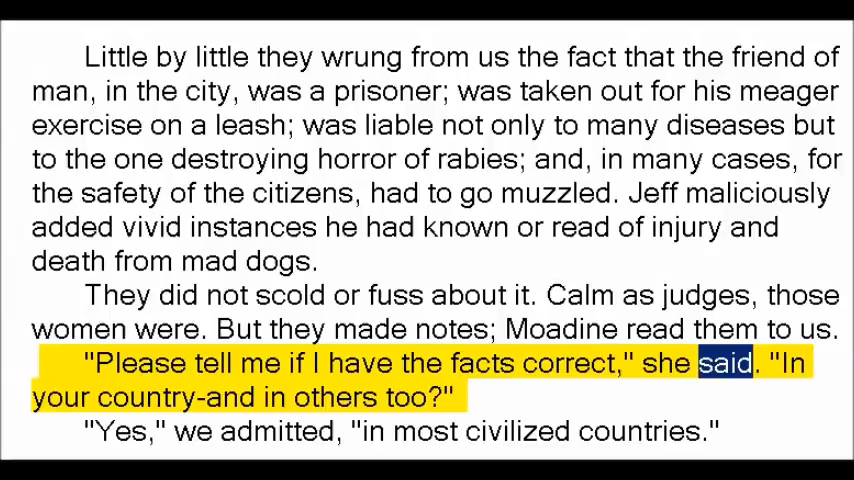 Little by little they wrung from us the fact that the friend of
man, in the city, was a prisoner; was taken out for his meager
exercise on a leash; was liable not only to many diseases but
to the one destroying horror of rabies; and, in many cases, for
the safety of the citizens, had to go muzzled. Jeff maliciously
added vivid instances he had known or read of injury and
death from mad dogs.
They did not scold or fuss about it. Calm as judges, those
women were. But they made notes; Moadine read them to us.
"Please tell me if I have the facts correct," she said. "In
your country-and in others too?"
"Yes," we admitted, "in most civilized countries."